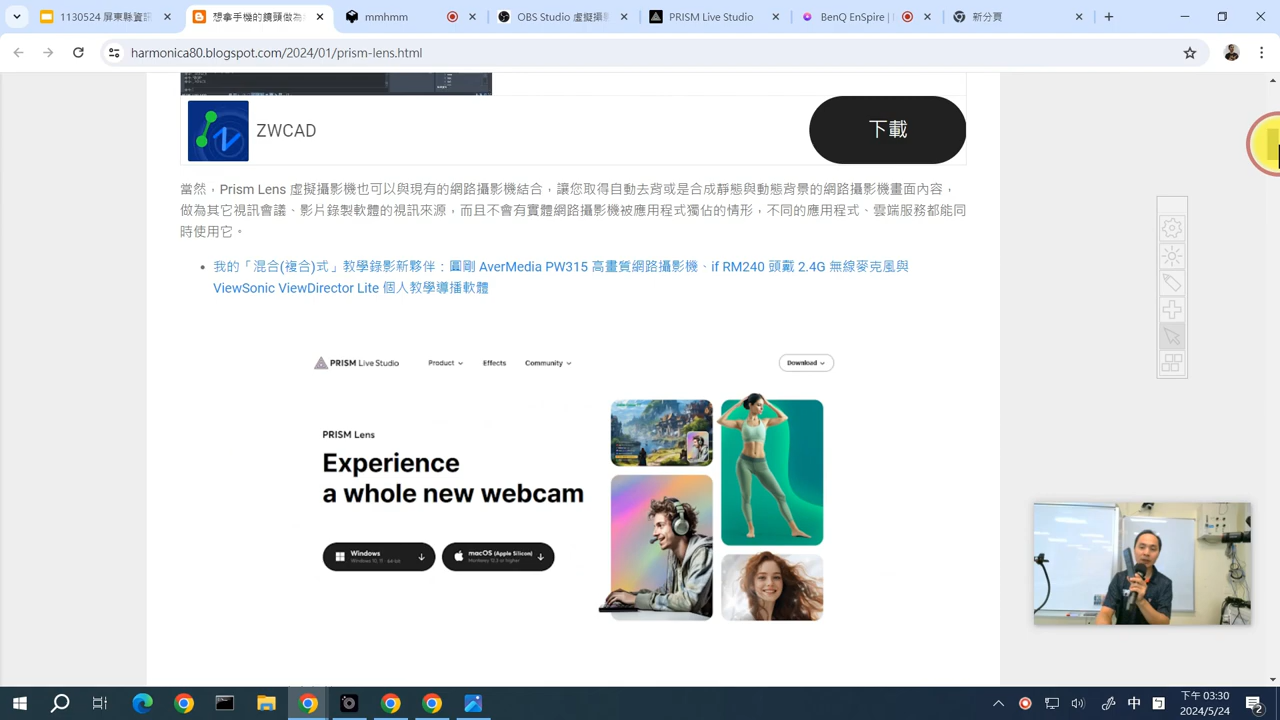 1130524 屏東縣資訊
想拿手機的鏡頭做為
mmhmm
OBS Studio 虛擬攝影
PRISM Live Studio
BenQ EnSpire
新分頁
harmonica80.blogspot.com/2024/01/prism-lens.html
ZWCAD
下載
當然，Prism Lens 虛擬攝影機也可以與現有的網路攝影機結合，讓您取得自動去背或是合成靜態與動態背景的網路攝影機畫面內容，
做為其它視訊會議、影片錄製軟體的視訊來源，而且不會有實體網路攝影機被應用程式獨佔的情形，不同的應用程式、雲端服務都能同
時使用它。
我的「混合(複合)式」教學錄影新夥伴：圓剛 AverMedia PW315 高畫質網路攝影機、if RM240 頭戴 2.4G 無線麥克風與
ViewSonic ViewDirector Lite 個人教學導播軟體
PRISM Live Studio
Product
Effects
Community
Download
PRISM Lens
Experience
a whole new webcam
Windows
Windows 10, 11 · 64 bit
macOS (Apple Silicon)
Monterey 12.3 or higher
中
下午 03:30
2024/5/24
2